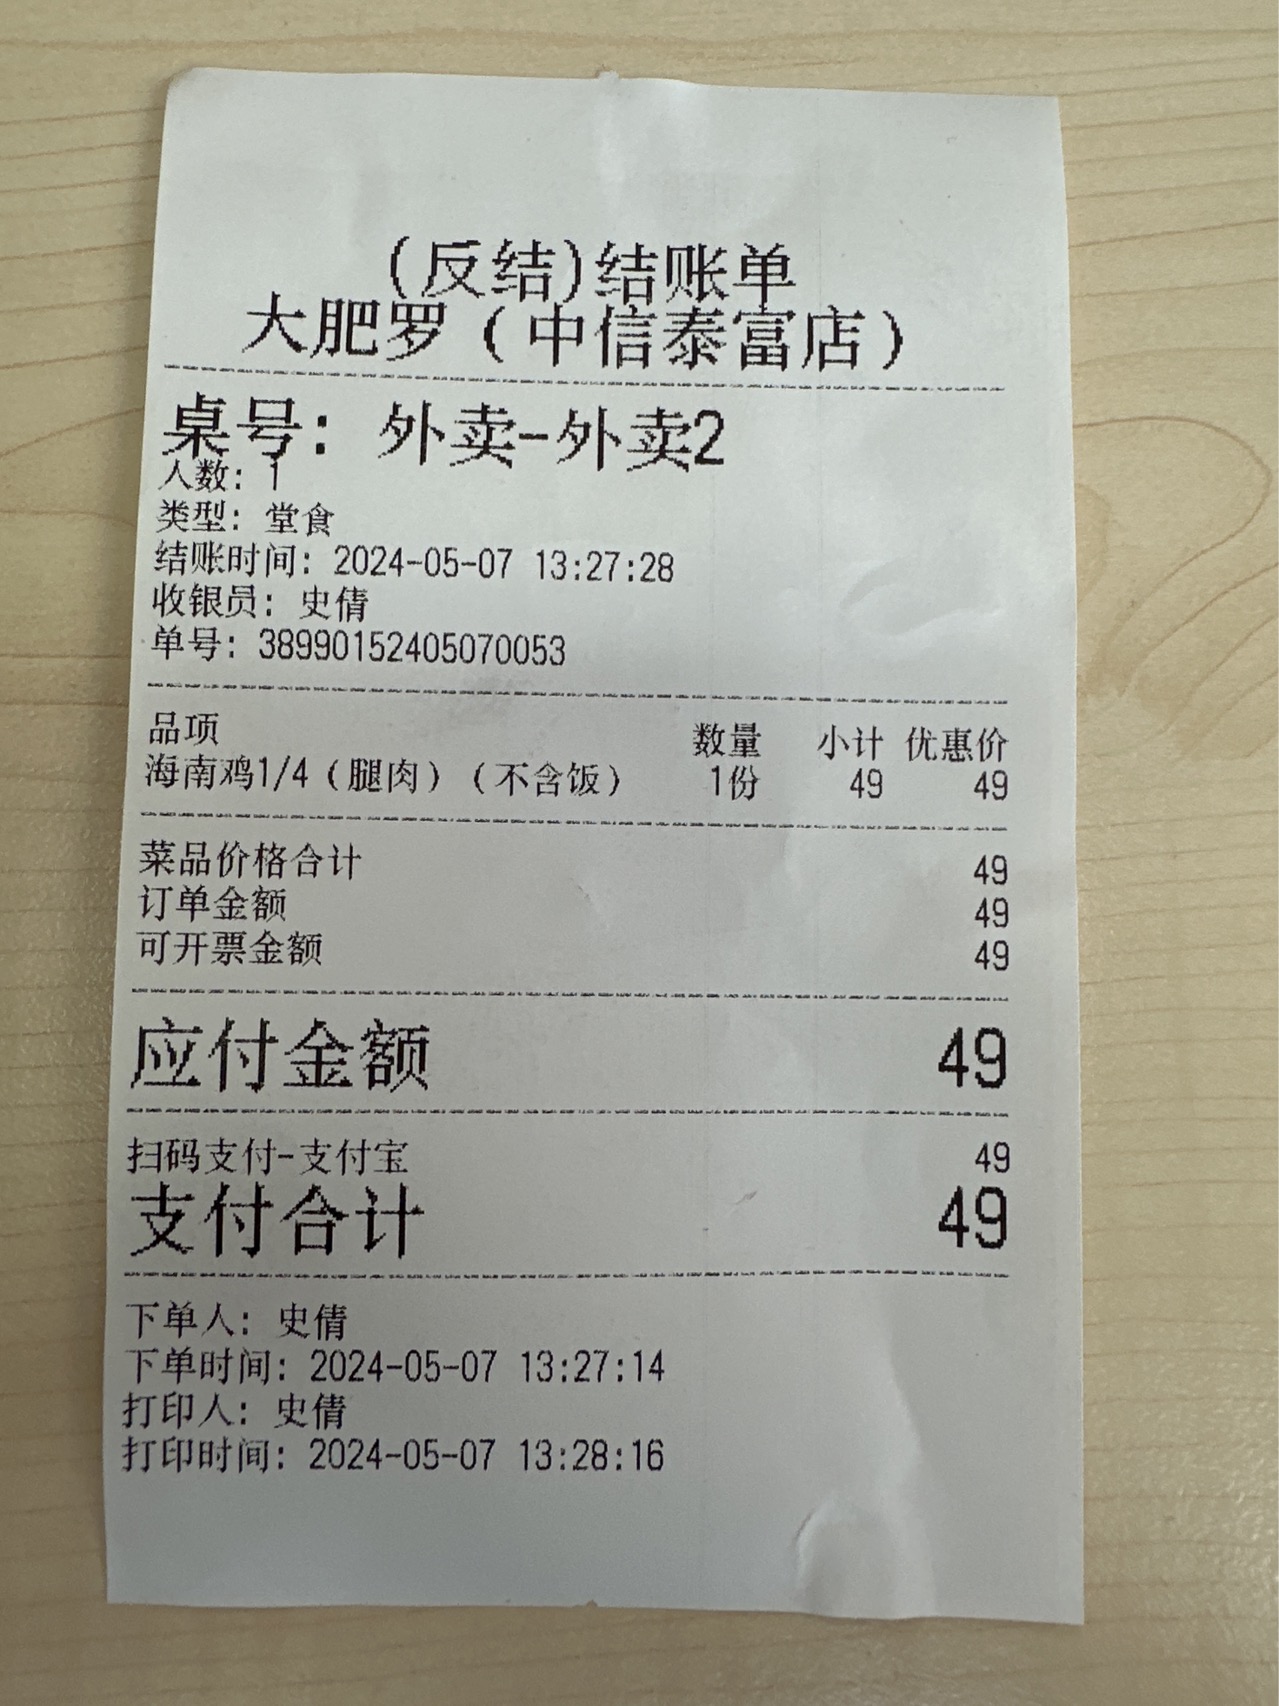 (反结)结账单
大肥罗（中信泰富店）
桌号: 外卖-外卖2
人数: 1
类型: 堂食
结账时间: 2024-05-07 13:27:28
收银员: 史倩
单号: 38990152405070053
品项 数量 小计 优惠价
海南鸡1/4（腿肉）（不含饭） 1份 49 49
菜品价格合计 49
订单金额 49
可开票金额 49
应付金额 49
扫码支付-支付宝 49
支付合计 49
下单人: 史倩
下单时间: 2024-05-07 13:27:14
打印人: 史倩
打印时间: 2024-05-07 13:28:16